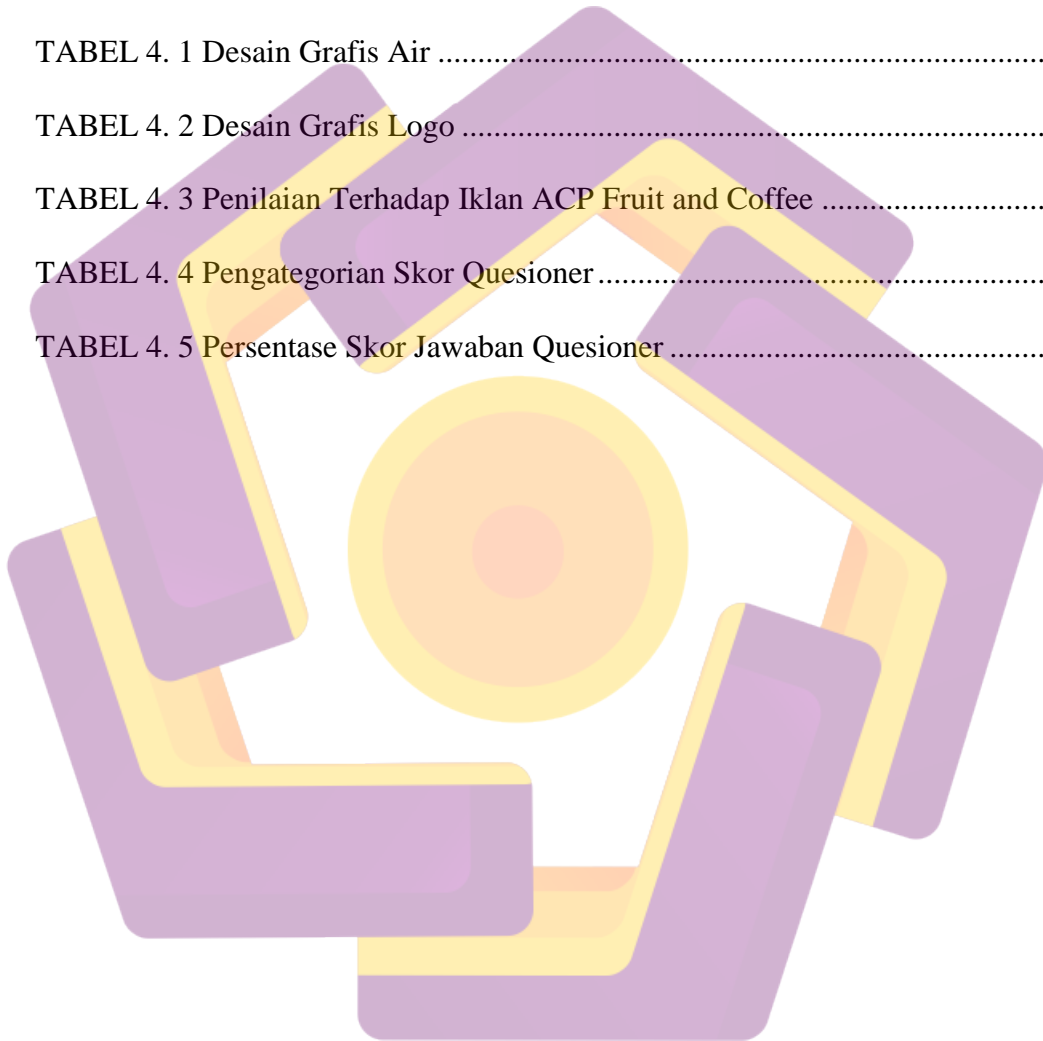 TABEL 4. 1 Desain Grafis Air ........................................................................
TABEL 4. 2 Desain Grafis Logo .....................................................................
TABEL 4. 3 Penilaian Terhadap Iklan ACP Fruit and Coffee ...........................
TABEL 4. 4 Pengategorian Skor Quesioner.....................................................
TABEL 4. 5 Persentase Skor Jawaban Quesioner ............................................